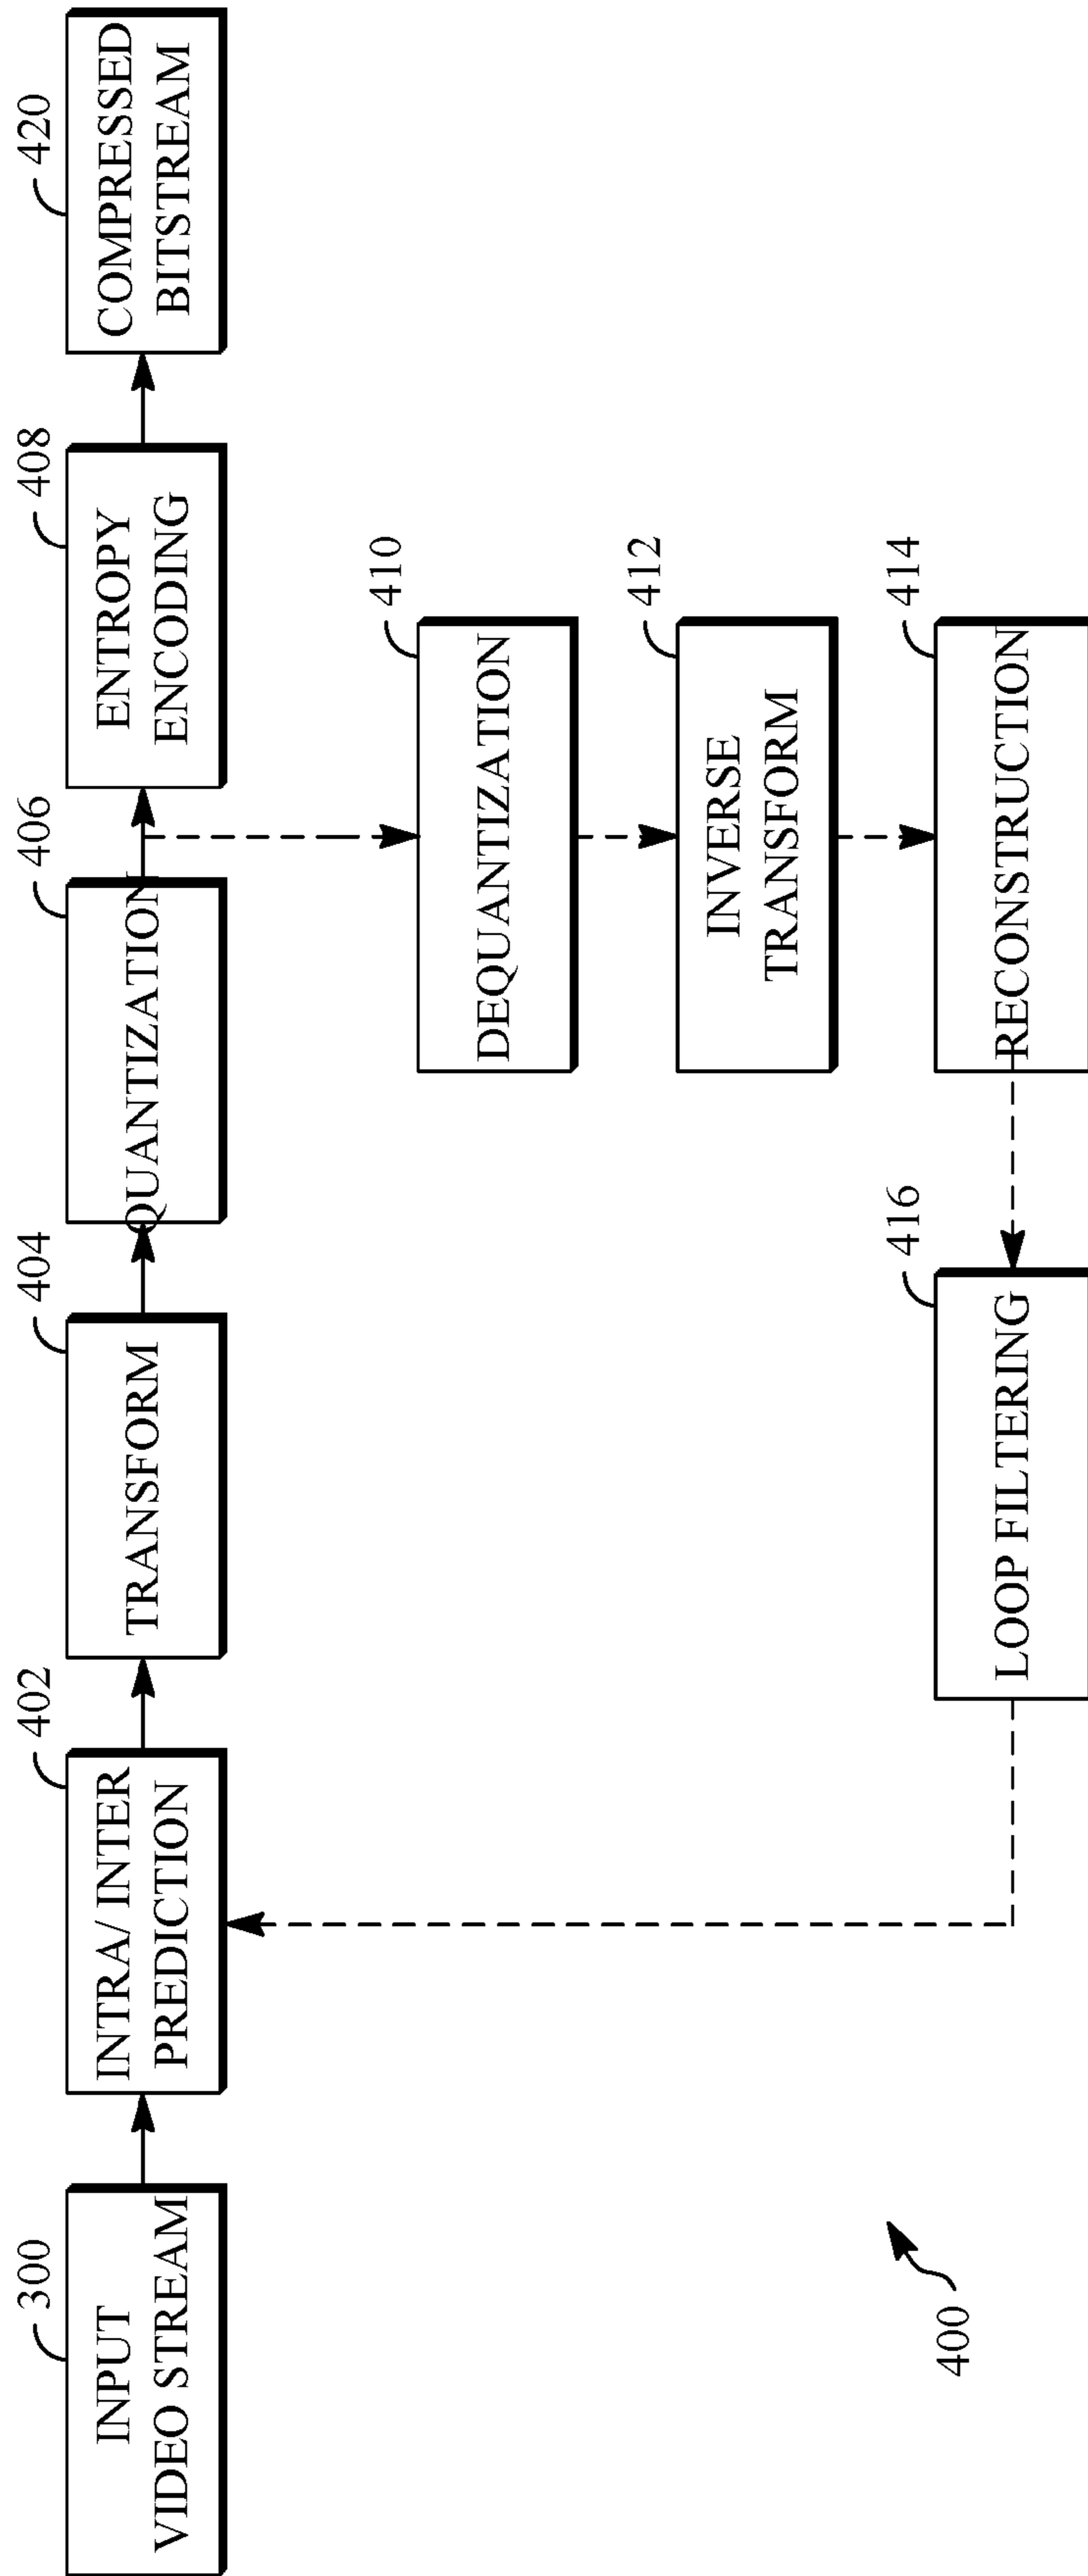 300
INPUT
VIDEO STREAM
402
INTRA/ INTER
PREDICTION
404
TRANSFORM
406
QUANTIZATION
408
ENTROPY
ENCODING
420
COMPRESSED
BITSTREAM
410
DEQUANTIZATION
412
INVERSE
TRANSFORM
414
RECONSTRUCTION
416
LOOP FILTERING
400